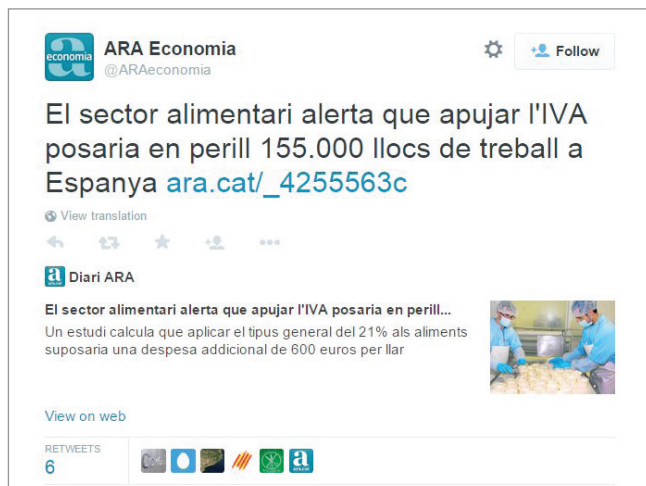 economia
ARA Economia
@ARAeconomia
Follow
El sector alimentari alerta que apujar l'IVA
posaria en perill 155.000 llocs de treball a
Espanya ara.cat/_4255563c
View translation
Diari ARA
El sector alimentari alerta que apujar l'IVA posaria en perill...
Un estudi calcula que aplicar el tipus general del 21% als aliments
suposaria una despesa addicional de 600 euros per llar
View on web
RETWEETS
6